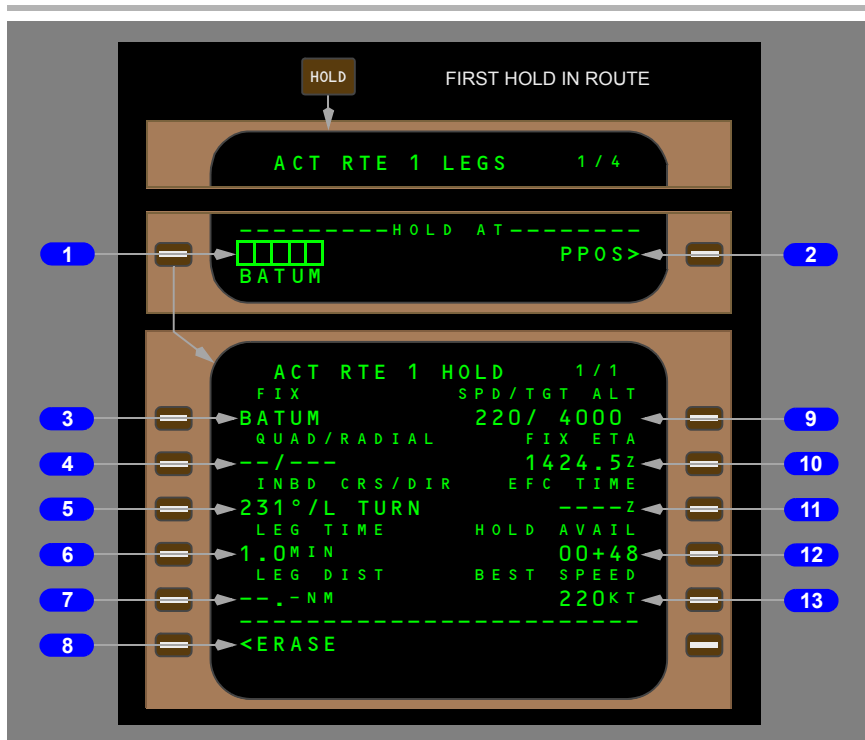 HOLD FIRST HOLD IN ROUTE
ACT RTE 1 LEGS 1/4
---------HOLD AT--------
1 PPOS> 2
BATUM
ACT RTE 1 HOLD 1/1
FIX SPD/TGT ALT
3 BATUM 220/ 4000 9
QUAD/RADIAL FIX ETA
4 --/--- 1424.5Z 10
INBD CRS/DIR EFC TIME
5 231°/L TURN ----Z 11
LEG TIME HOLD AVAIL
6 1.0MIN 00+48 12
LEG DIST BEST SPEED
7 --.-NM 220KT 13
------------------------
8 <ERASE